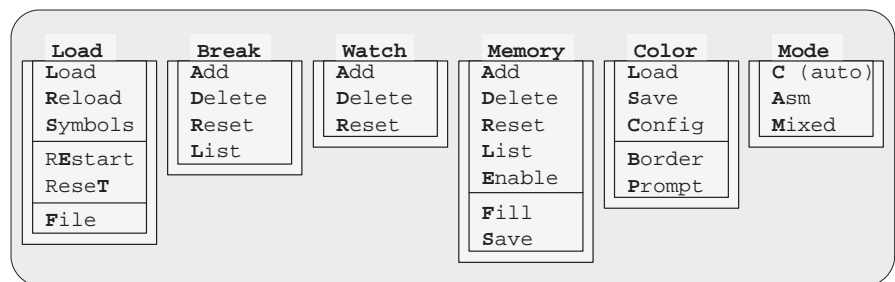 Load
Load
Reload
Symbols
REstart
ReseT
File
Break
Add
Delete
Reset
List
Watch
Add
Delete
Reset
Memory
Add
Delete
Reset
List
Enable
Fill
Save
Color
Load
Save
Config
Border
Prompt
Mode
C (auto)
Asm
Mixed